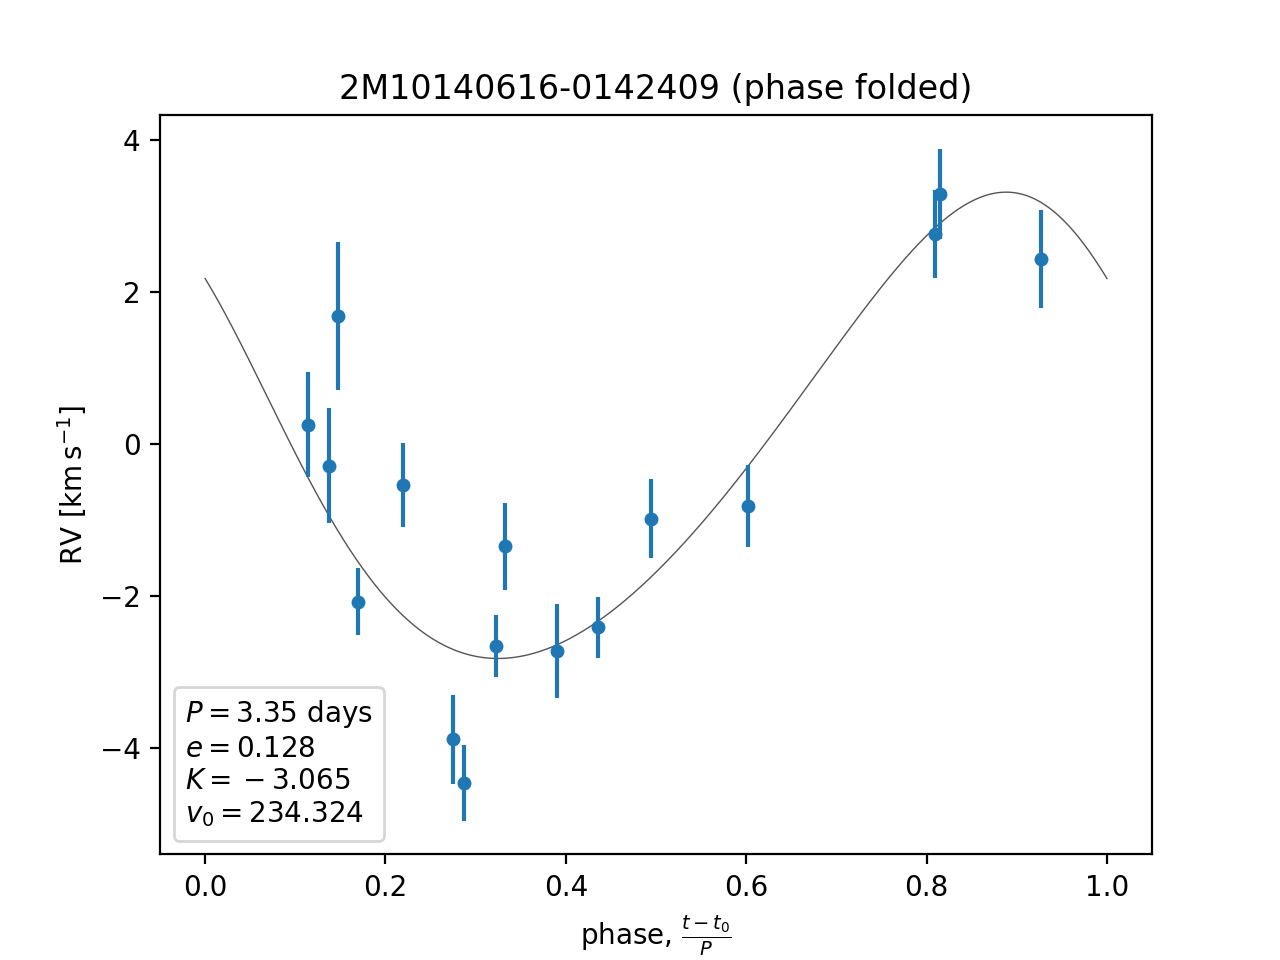 2M10140616-0142409 (phase folded)
4
2
0
−2
−4
RV [km s⁻¹]
P = 3.35 days
e = 0.128
K = − 3.065
v₀ = 234.324
0.0 0.2 0.4 0.6 0.8 1.0
phase, (t − t₀)/P